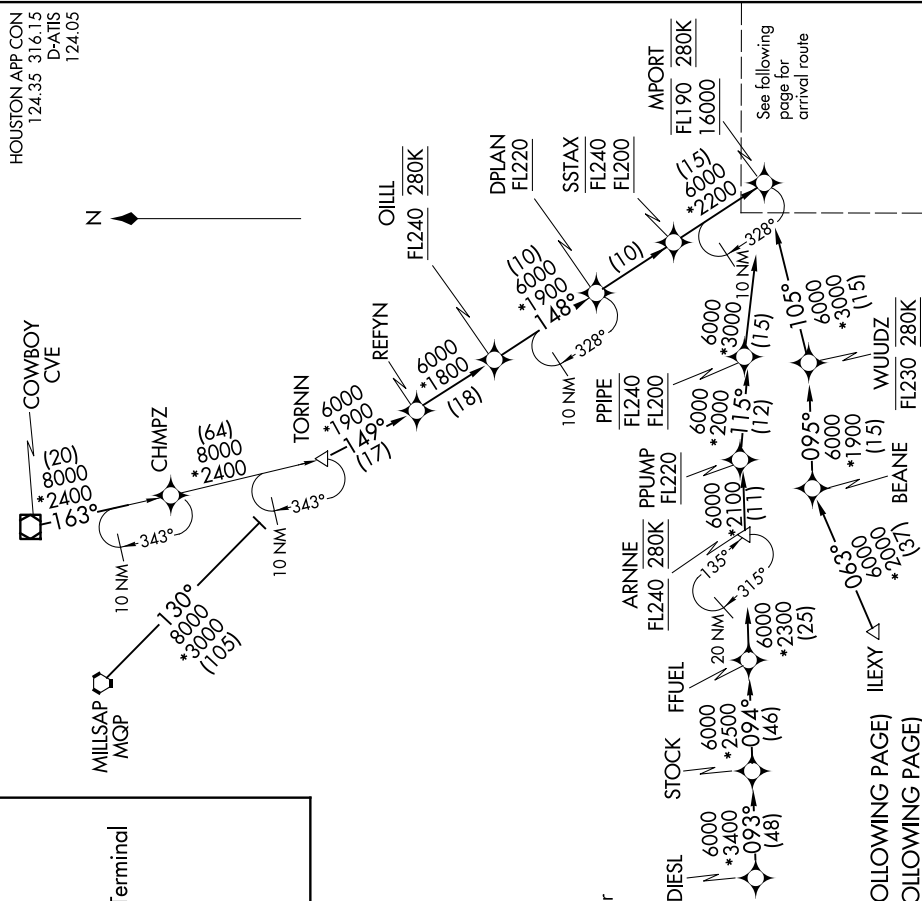 HOUSTON APP CON
124.35 316.15
D-ATIS
124.05
N
COWBOY
CVE
(20)
8000
*2400
163°
CHMPZ
10 NM
343°
(64)
8000
*2400
MILLSAP
MQP
130°
8000
*3000
(105)
TORNN
10 NM
343°
6000
*1900
149°
(17)
REFYN
6000
*1800
(18)
OILLL
FL240 280K
(10)
6000
*1900
148°
DPLAN
FL220
10 NM
328°
(10)
SSTAX
FL240
FL200
(15)
6000
*2200
MPORT
FL190 280K
16000
10 NM
328°
See following
page for
arrival route
Terminal
r
DIESL
6000
*3400
093°
(48)
STOCK
6000
*2500
094°
(46)
FFUEL
6000
*2300
(25)
ARNNE
FL240 280K
20 NM
135°
315°
6000
*2100
(11)
PPUMP
FL220
6000
*2000
115°
(12)
PPIPE
FL240
FL200
6000
*3000
(15)
ILEXY
063°
6000
*2000
(37)
BEANE
095°
6000
*1900
(15)
WUUDZ
FL230 280K
105°
6000
*3000
(15)
OLLOWING PAGE)
OLLOWING PAGE)